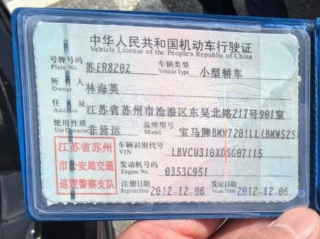 中华人民共和国机动车行驶证
Vehicle License of the People's Republic of China
号牌号码 苏ER820Z 车辆类型 小型轿车
Plate No. Vehicle Type
所有人 林海英
Owner
住址 江苏省苏州市沧浪区东吴北路217号901室
Address
使用性质 非营运 品牌型号 宝马牌BMW7201LL(BMW525
Use Character Model
江苏省苏州 车辆识别代号 LBVCU310
市公安局交通 VIN
巡逻警察支队 发动机号码 0353C951
Engine No.
注册日期 2012-12-06 发证日期 2012-12-06
Register Date Issue Date